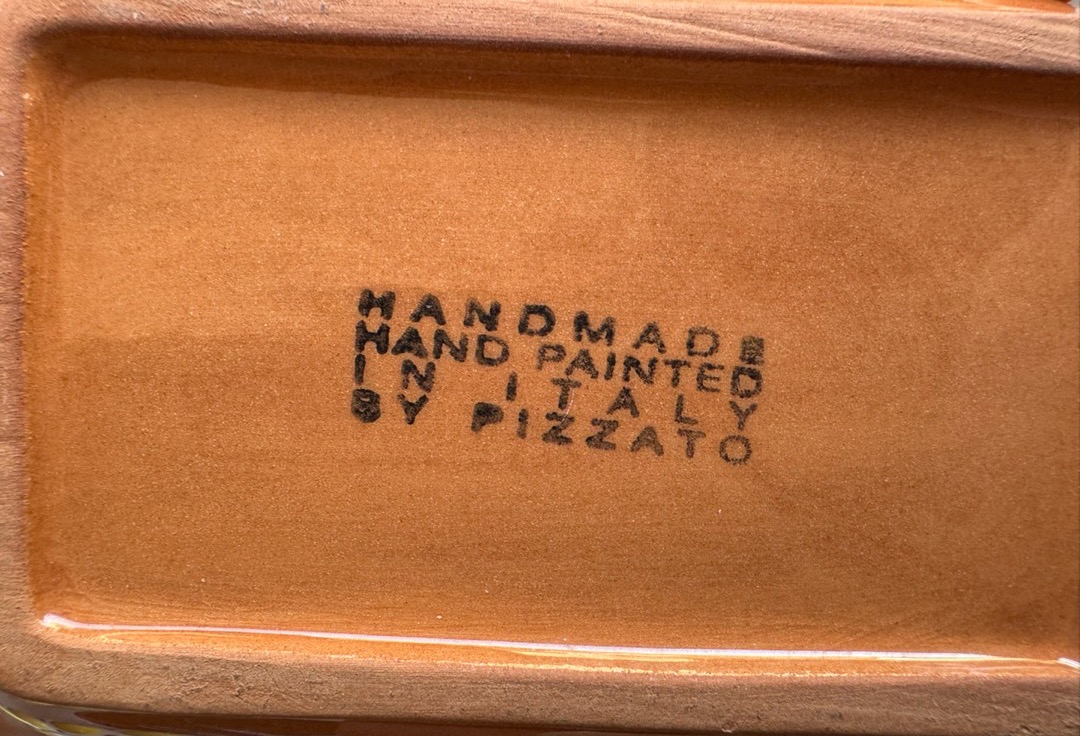 HANDMADE
HAND PAINTED
IN ITALY
BY PIZZATO